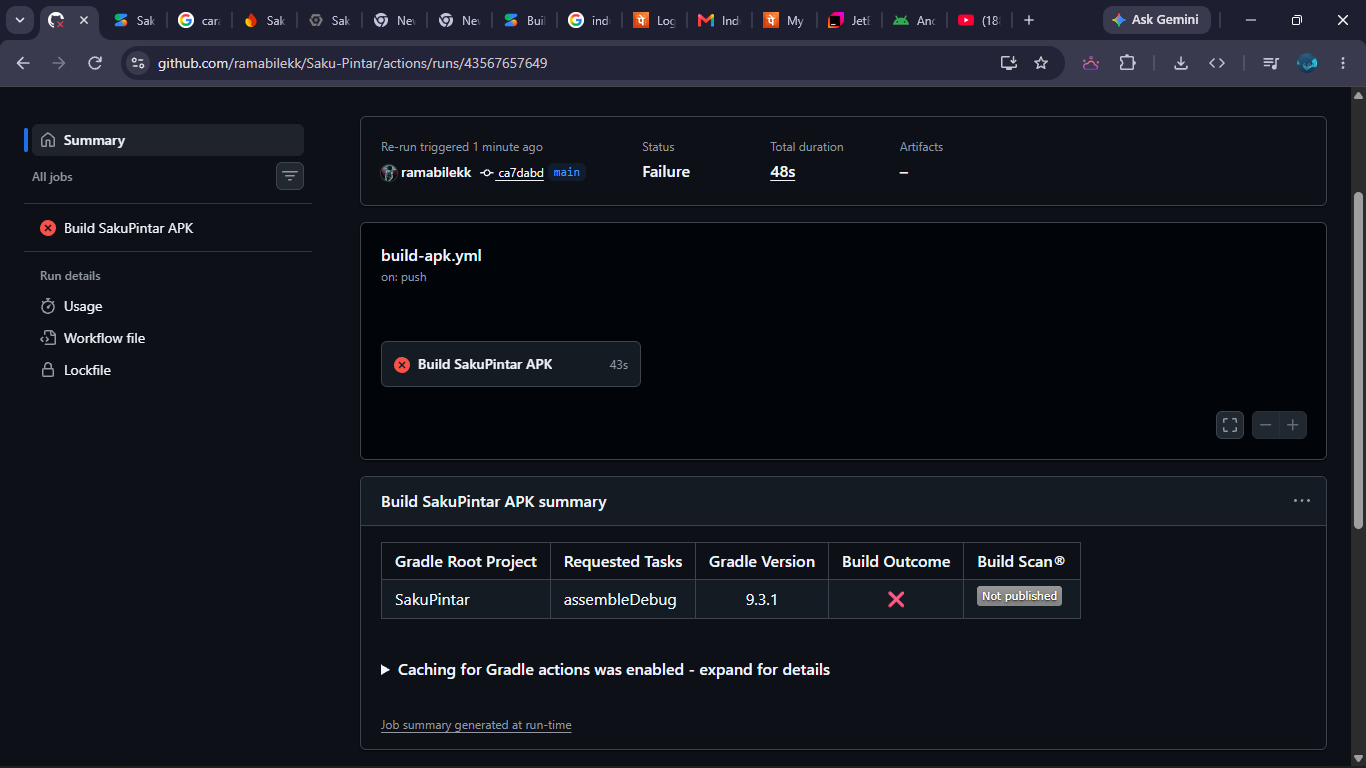 Sak
cara
Sak
Sak
Nev
Nev
Buil
ind
Log
Ind
My
JetB
And
(18
Ask Gemini
github.com/ramabilekk/Saku-Pintar/actions/runs/43567657649
Summary
All jobs
Build SakuPintar APK
Run details
Usage
Workflow file
Lockfile
Re-run triggered 1 minute ago
Status
Total duration
Artifacts
ramabilekk ca7dabd main
Failure
48s
–
build-apk.yml
on: push
Build SakuPintar APK 43s
Build SakuPintar APK summary
Gradle Root Project Requested Tasks Gradle Version Build Outcome Build Scan®
SakuPintar assembleDebug 9.3.1 ❌ Not published
Caching for Gradle actions was enabled - expand for details
Job summary generated at run-time